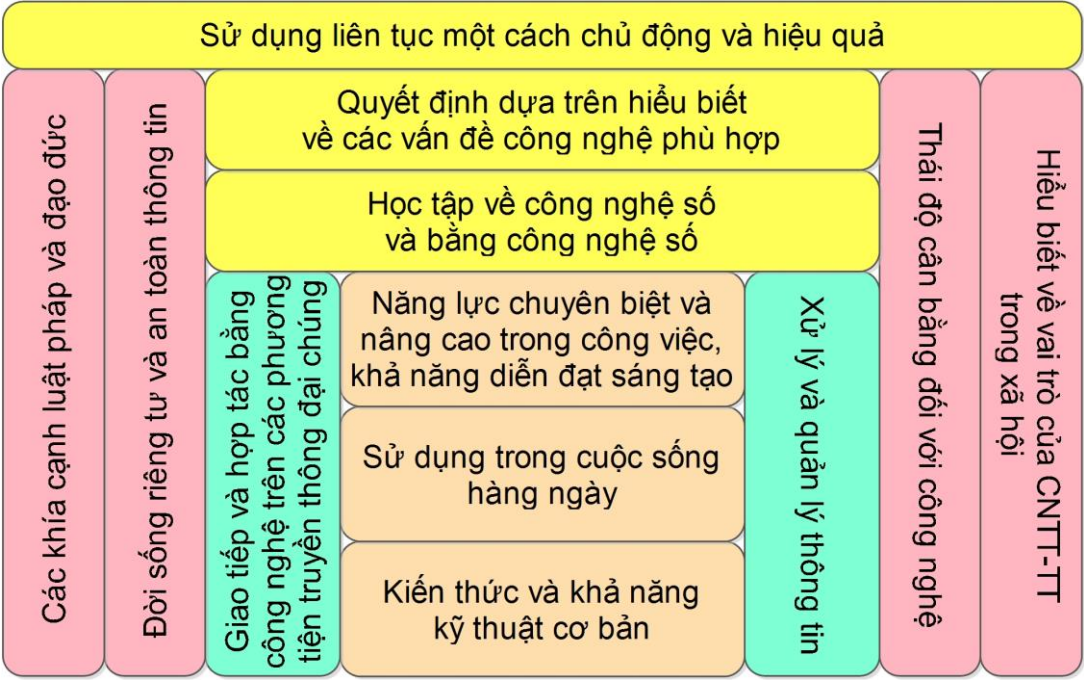 Sử dụng liên tục một cách chủ động và hiệu quả
Các khía cạnh luật pháp và đạo đức
Đời sống riêng tư và an toàn thông tin
Quyết định dựa trên hiểu biết
về các vấn đề công nghệ phù hợp
Học tập về công nghệ số
và bằng công nghệ số
Giao tiếp và hợp tác bằng
công nghệ trên các phương
tiện truyền thông đại chúng
Năng lực chuyên biệt và
nâng cao trong công việc,
khả năng diễn đạt sáng tạo
Sử dụng trong cuộc sống
hàng ngày
Kiến thức và khả năng
kỹ thuật cơ bản
Xử lý và quản lý thông tin
Thái độ cân bằng đối với công nghệ
Hiểu biết về vai trò của CNTT-TT
trong xã hội